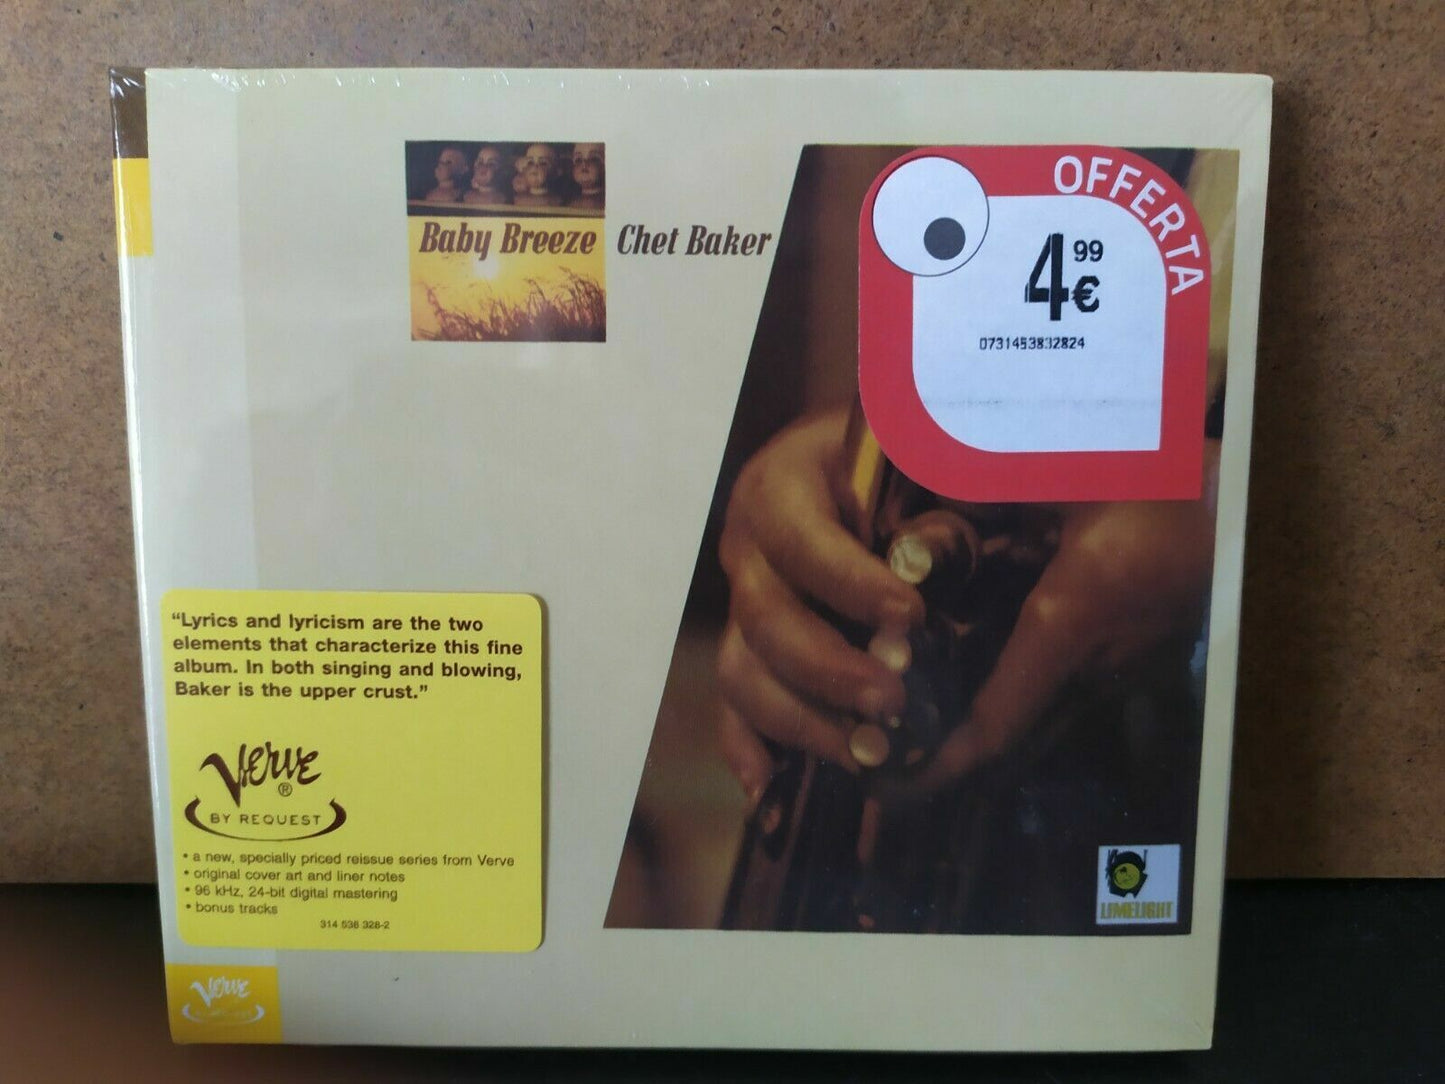 Baby Breeze
Chet Baker
OFFERTA
4 99
€
0731453832824
“Lyrics and lyricism are the two
elements that characterize this fine
album. In both singing and blowing,
Baker is the upper crust.”
Verve
®
BY REQUEST
• a new, specially priced reissue series from Verve
• original cover art and liner notes
• 96 kHz, 24-bit digital mastering
• bonus tracks
314 538 328-2
LIMELIGHT
Verve
BY REQUEST